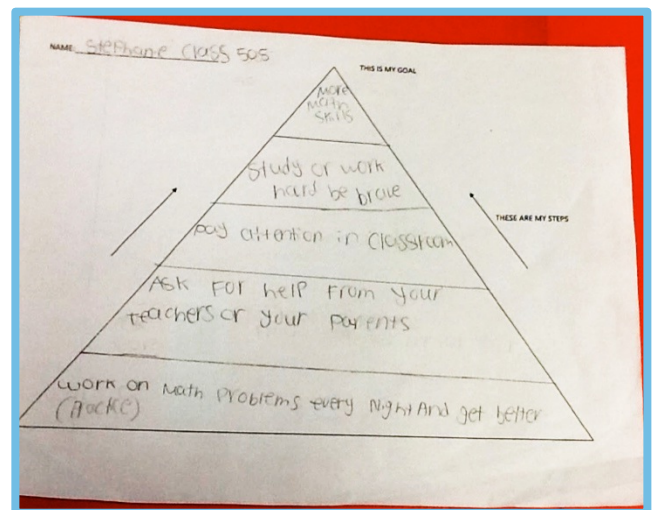 NAME: Stephanie Class 505
THIS IS MY GOAL
More
Math
Skills
Study or work
hard be brave
pay attention in Classroom
THESE ARE MY STEPS
ASK For help From your
teachers or your parents
work on Math Problems every Night And get better